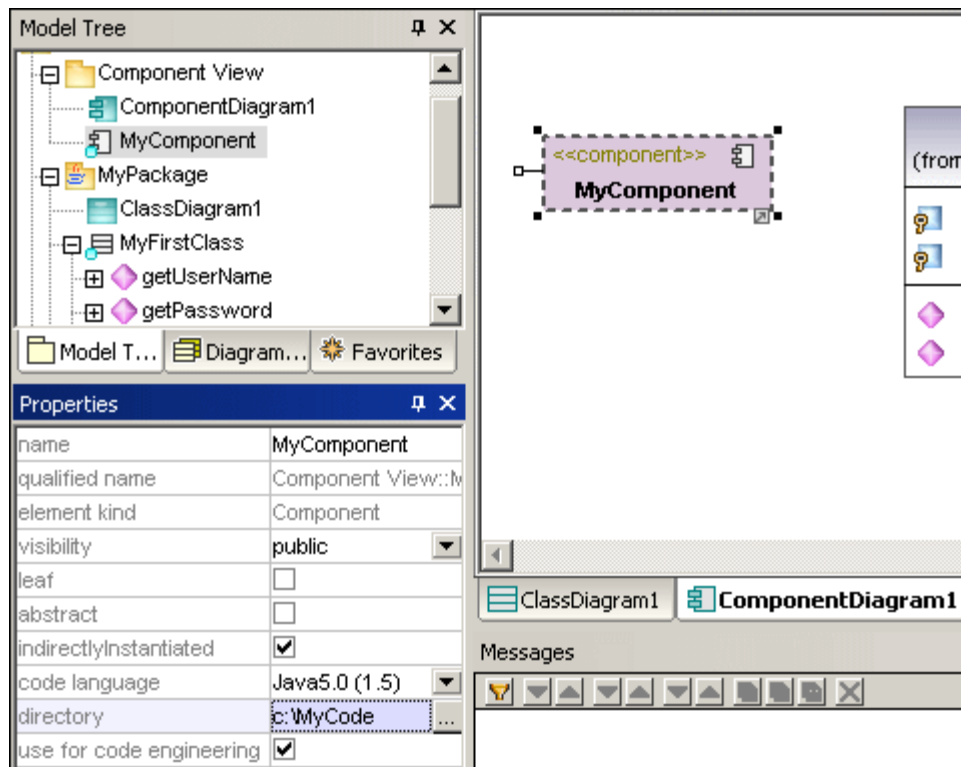 Model Tree
Component View
ComponentDiagram1
MyComponent
MyPackage
ClassDiagram1
MyFirstClass
getUserName
getPassword
Model T...
Diagram...
Favorites
Properties
name MyComponent
qualified name Component View::M
element kind Component
visibility public
leaf
abstract
indirectlyInstantiated
code language Java5.0 (1.5)
directory c:\MyCode ...
use for code engineering
<<component>>
MyComponent
(from
ClassDiagram1
ComponentDiagram1
Messages